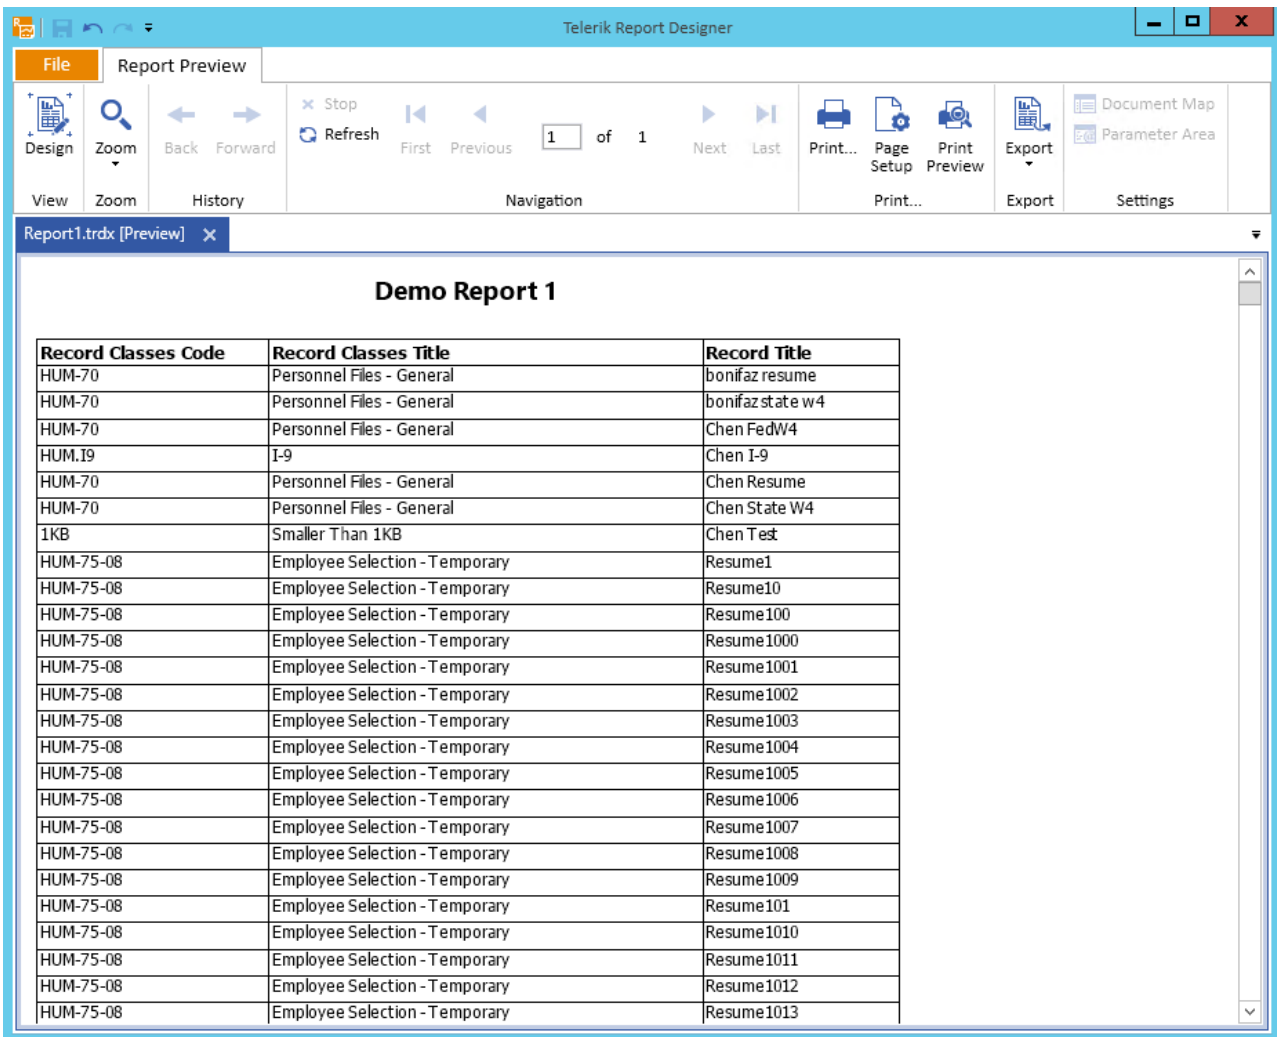 Telerik Report Designer
File Report Preview
Design Zoom Back Forward Stop Refresh First Previous 1 of 1 Next Last Print... Page Setup Print Preview Export Document Map Parameter Area
View Zoom History Navigation Print... Export Settings
Report1.trdx [Preview]
Demo Report 1
Record Classes Code Record Classes Title Record Title
HUM-70 Personnel Files - General bonifaz resume
HUM-70 Personnel Files - General bonifaz state w4
HUM-70 Personnel Files - General Chen FedW4
HUM.I9 I-9 Chen I-9
HUM-70 Personnel Files - General Chen Resume
HUM-70 Personnel Files - General Chen State W4
1KB Smaller Than 1KB Chen Test
HUM-75-08 Employee Selection - Temporary Resume1
HUM-75-08 Employee Selection - Temporary Resume10
HUM-75-08 Employee Selection - Temporary Resume100
HUM-75-08 Employee Selection - Temporary Resume1000
HUM-75-08 Employee Selection - Temporary Resume1001
HUM-75-08 Employee Selection - Temporary Resume1002
HUM-75-08 Employee Selection - Temporary Resume1003
HUM-75-08 Employee Selection - Temporary Resume1004
HUM-75-08 Employee Selection - Temporary Resume1005
HUM-75-08 Employee Selection - Temporary Resume1006
HUM-75-08 Employee Selection - Temporary Resume1007
HUM-75-08 Employee Selection - Temporary Resume1008
HUM-75-08 Employee Selection - Temporary Resume1009
HUM-75-08 Employee Selection - Temporary Resume101
HUM-75-08 Employee Selection - Temporary Resume1010
HUM-75-08 Employee Selection - Temporary Resume1011
HUM-75-08 Employee Selection - Temporary Resume1012
HUM-75-08 Employee Selection - Temporary Resume1013